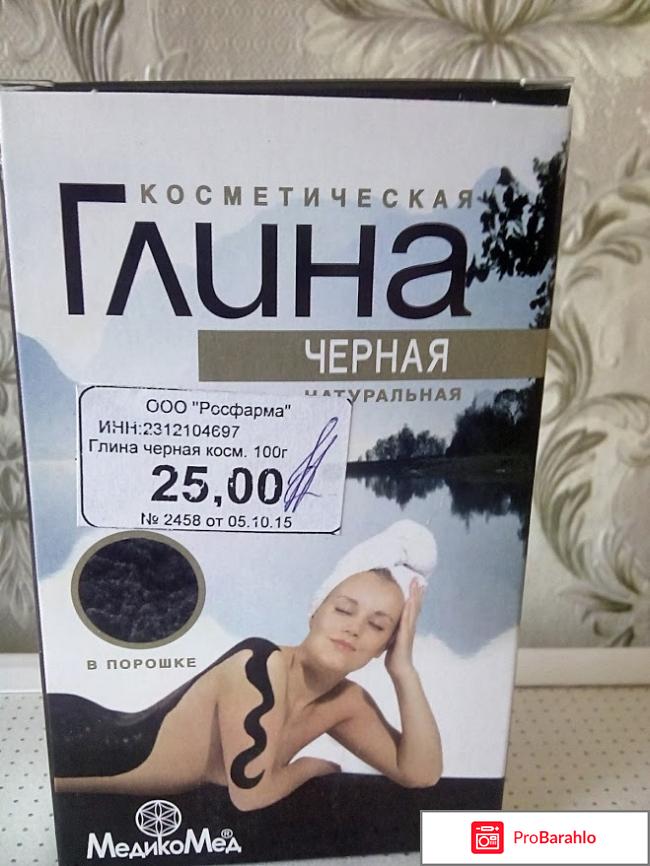 КОСМЕТИЧЕСКАЯ
Глина
ЧЕРНАЯ
НАТУРАЛЬНАЯ
ООО "Росфарма"
ИНН:2312104697
Глина черная косм. 100г
25,00
№ 2458 от 05.10.15
В ПОРОШКЕ
МедикоМед®
ProBarahlo